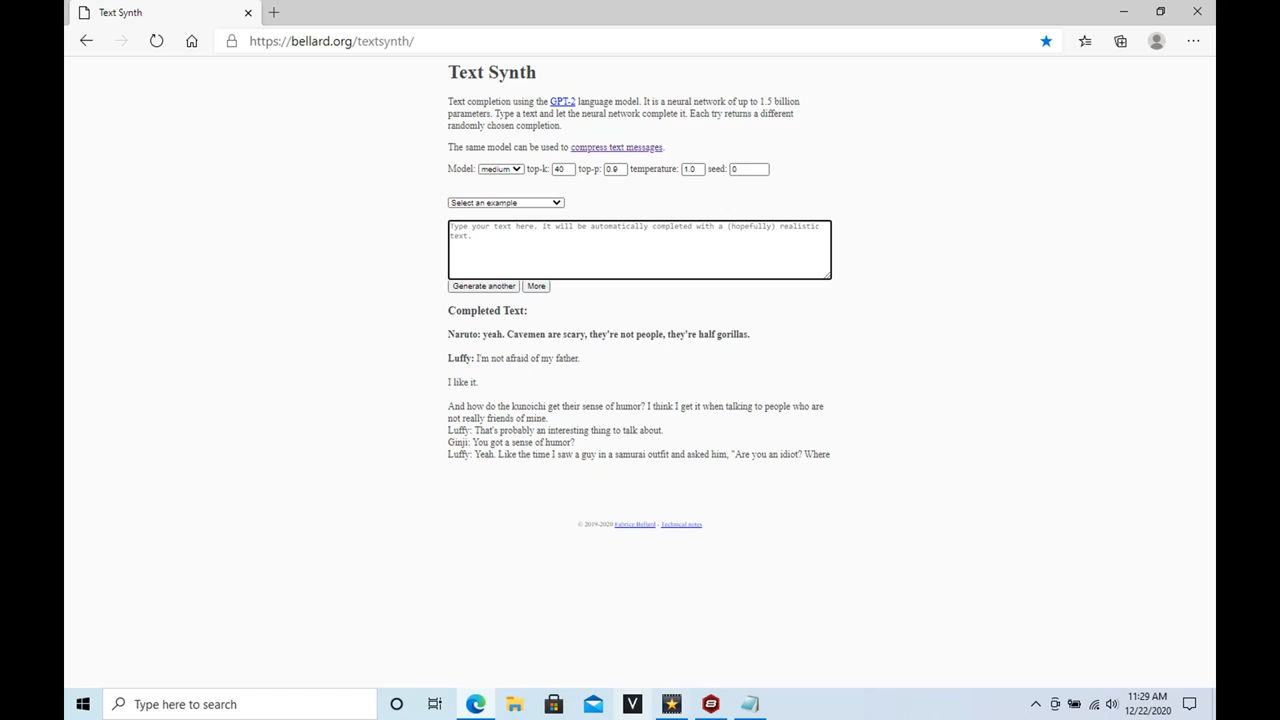 Text Synth
https://bellard.org/textsynth/
Text Synth
Text completion using the GPT-2 language model. It is a neural network of up to 1.5 billion
parameters. Type a text and let the neural network complete it. Each try returns a different
randomly chosen completion.
The same model can be used to compress text messages.
Model: medium top-k: 40 top-p: 0.9 temperature: 1.0 seed: 0
Select an example
Type your text here. It will be automatically completed with a (hopefully) realistic
text.
Generate another More
Completed Text:
Naruto: yeah. Cavemen are scary, they're not people, they're half gorillas.
Luffy: I'm not afraid of my father.
I like it.
And how do the kunoichi get their sense of humor? I think I get it when talking to people who are
not really friends of mine.
Luffy: That's probably an interesting thing to talk about.
Ginji: You got a sense of humor?
Luffy: Yeah. Like the time I saw a guy in a samurai outfit and asked him, "Are you an idiot? Where
© 2019-2020 Fabrice Bellard - Technical notes
Type here to search
V
11:29 AM
12/22/2020